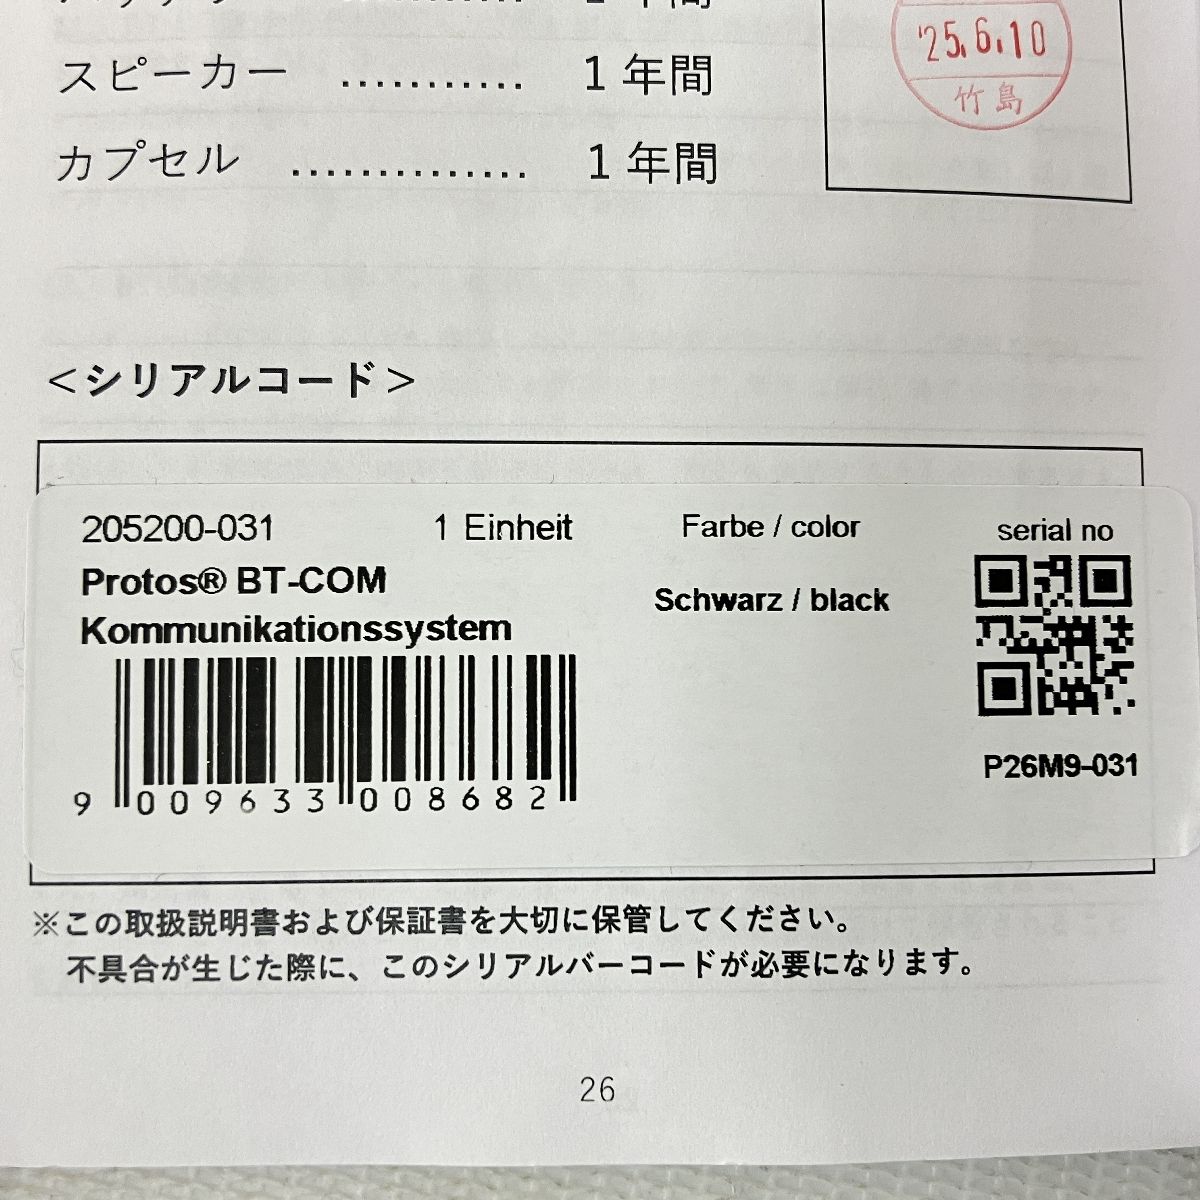 スピーカー ........... 1年間
カプセル .............. 1年間
'25.6.10
竹島
＜シリアルコード＞
205200-031 1 Einheit Farbe / color serial no
Protos® BT-COM
Kommunikationssystem
Schwarz / black
P26M9-031
9 009633 008682
※この取扱説明書および保証書を大切に保管してください。
不具合が生じた際に、このシリアルバーコードが必要になります。
26